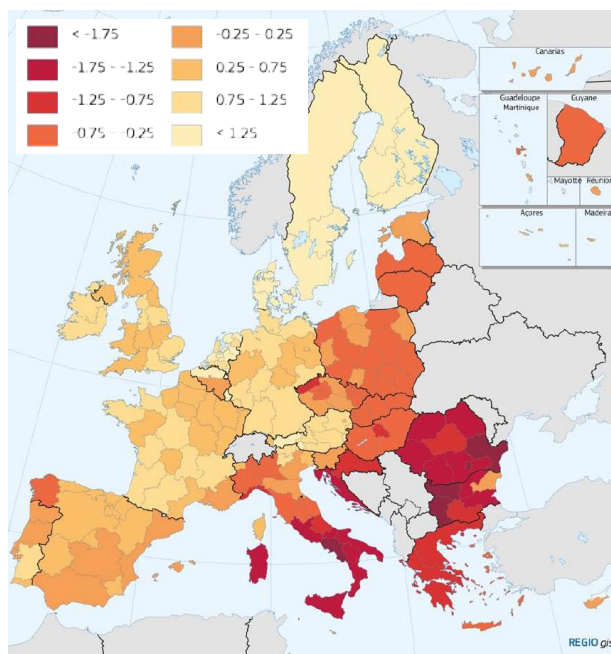 < -1.75
-0.25 - 0.25
-1.75 - -1.25
0.25 - 0.75
-1.25 - -0.75
0.75 - 1.25
-0.75 - -0.25
< 1.25
Canarias
Guadeloupe
Martinique
Guyane
Mayotte
Réunion
Açores
Madeira
REGIO gis